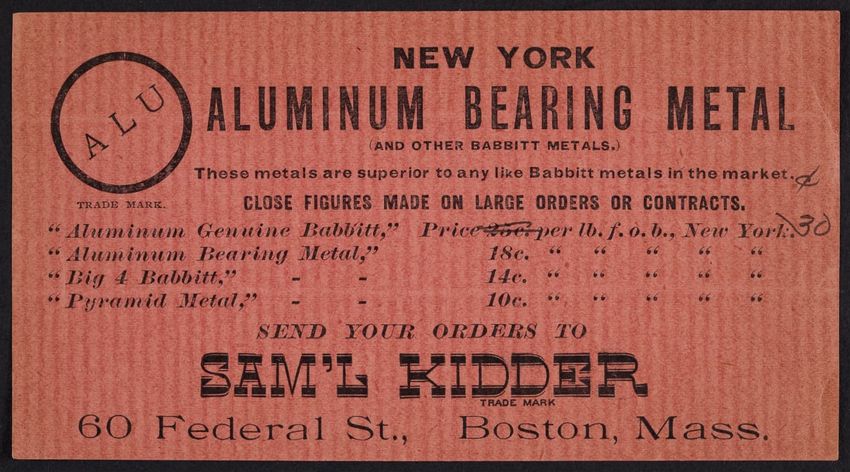 NEW YORK
ALU
ALUMINUM BEARING METAL
(AND OTHER BABBITT METALS.)
These metals are superior to any like Babbitt metals in the market.
TRADE MARK.
CLOSE FIGURES MADE ON LARGE ORDERS OR CONTRACTS.
¢
"Aluminum Genuine Babbitt," Price 25c. per lb. f. o. b., New York. 30
"Aluminum Bearing Metal," 18c. " " " " "
"Big 4 Babbitt," - - 14c. " " " " "
"Pyramid Metal," - - 10c. " " " " "
SEND YOUR ORDERS TO
SAM'L KIDDER
TRADE MARK
60 Federal St., Boston, Mass.